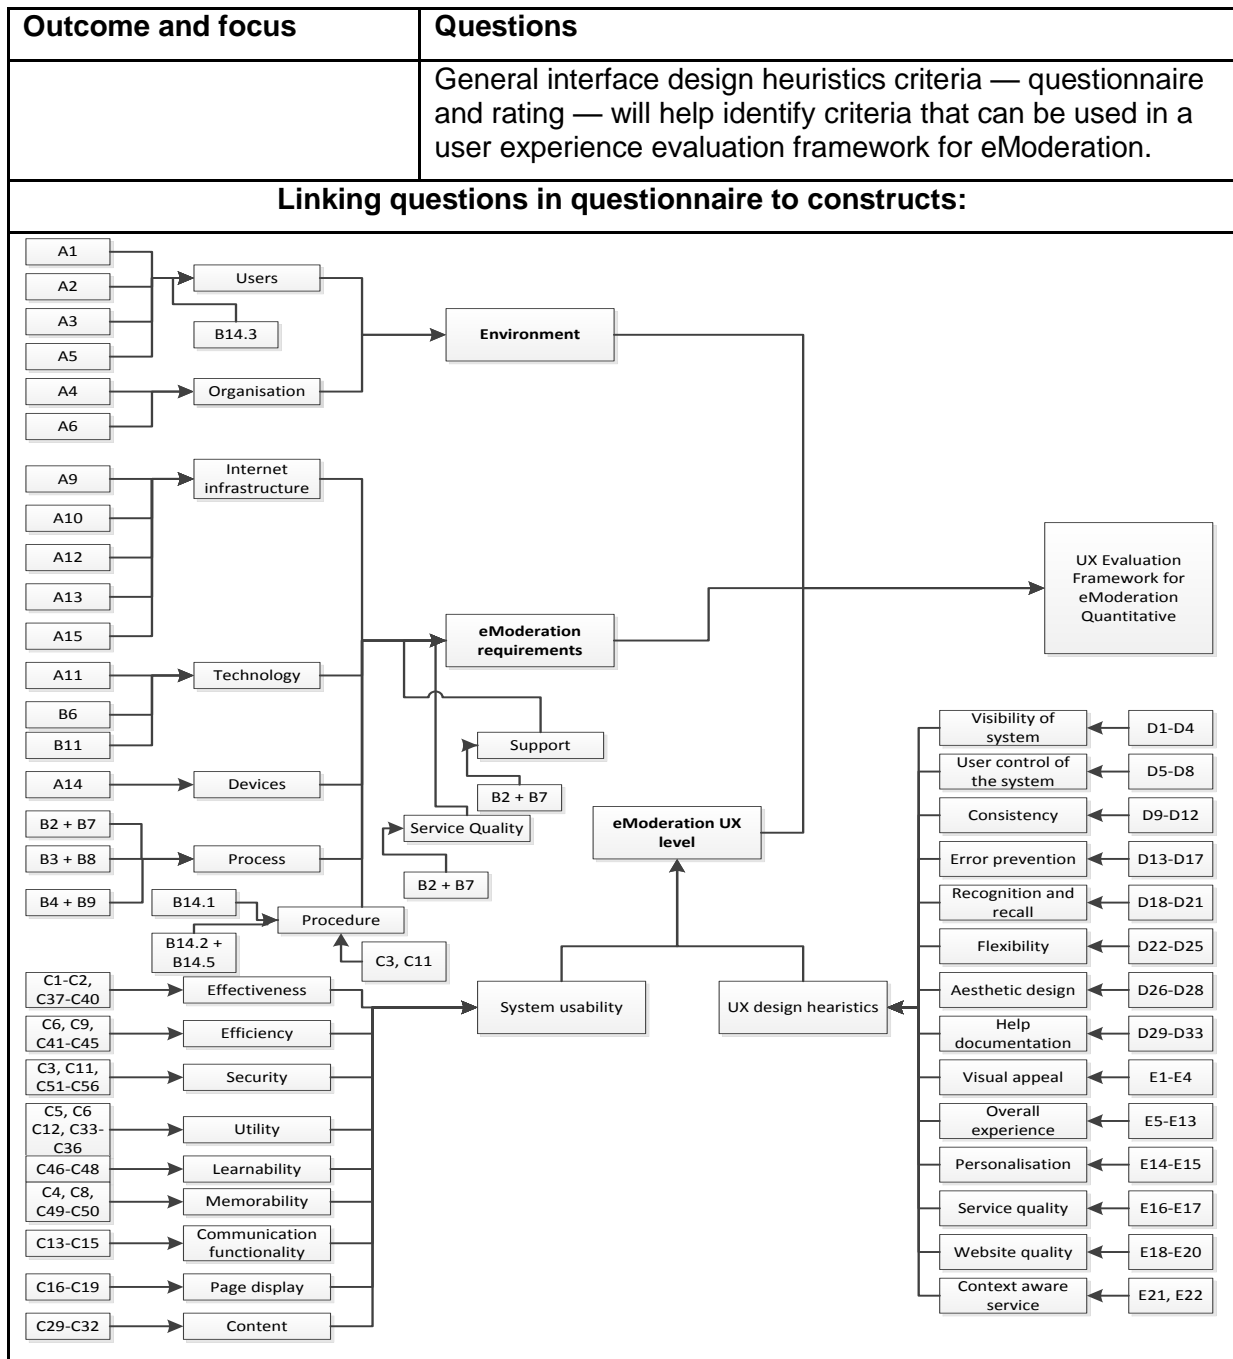 Outcome and focus
Questions
General interface design heuristics criteria — questionnaire
and rating — will help identify criteria that can be used in a
user experience evaluation framework for eModeration.
Linking questions in questionnaire to constructs:
A1
A2
A3
A5
Users
B14.3
A4
A6
Organisation
Environment
A9
A10
A12
A13
A15
Internet
infrastructure
A11
B6
B11
Technology
A14
Devices
B2 + B7
B3 + B8
B4 + B9
Process
B14.1
B14.2 +
B14.5
Procedure
C3, C11
Support
B2 + B7
Service Quality
B2 + B7
eModeration
requirements
UX Evaluation
Framework for
eModeration
Quantitative
eModeration UX
level
System usability
UX design hearistics
C1-C2,
C37-C40
Effectiveness
C6, C9,
C41-C45
Efficiency
C3, C11,
C51-C56
Security
C5, C6
C12, C33-
C36
Utility
C46-C48
Learnability
C4, C8,
C49-C50
Memorability
C13-C15
Communication
functionality
C16-C19
Page display
C29-C32
Content
Visibility of
system
D1-D4
User control of
the system
D5-D8
Consistency
D9-D12
Error prevention
D13-D17
Recognition and
recall
D18-D21
Flexibility
D22-D25
Aesthetic design
D26-D28
Help
documentation
D29-D33
Visual appeal
E1-E4
Overall
experience
E5-E13
Personalisation
E14-E15
Service quality
E16-E17
Website quality
E18-E20
Context aware
service
E21, E22